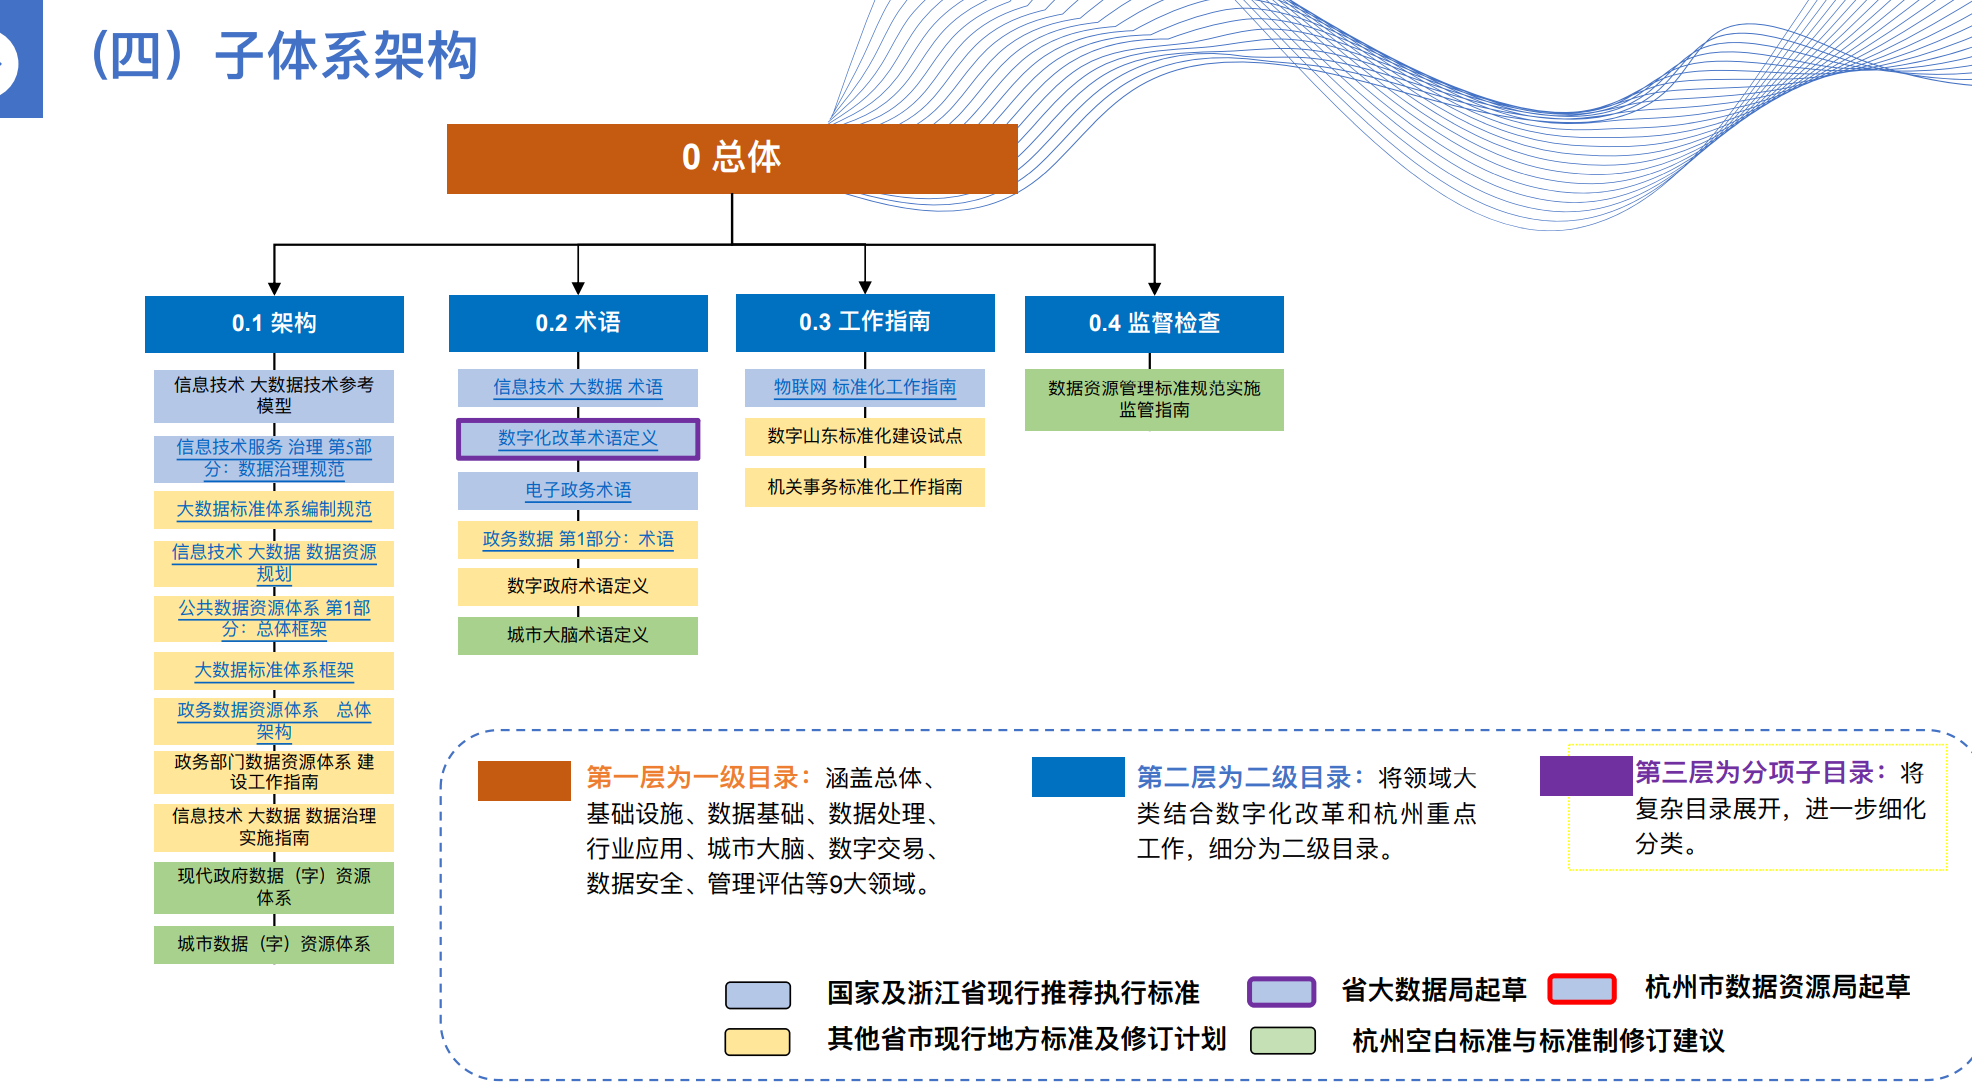 （四）子体系架构
0 总体
0.1 架构
信息技术 大数据技术参考
模型
信息技术服务 治理 第5部
分：数据治理规范
大数据标准体系编制规范
信息技术 大数据 数据资源
规划
公共数据资源体系 第1部
分：总体框架
大数据标准体系框架
政务数据资源体系　总体
架构
政务部门数据资源体系 建
设工作指南
信息技术 大数据 数据治理
实施指南
现代政府数据（字）资源
体系
城市数据（字）资源体系
0.2 术语
信息技术 大数据 术语
数字化改革术语定义
电子政务术语
政务数据 第1部分：术语
数字政府术语定义
城市大脑术语定义
0.3 工作指南
物联网 标准化工作指南
数字山东标准化建设试点
机关事务标准化工作指南
0.4 监督检查
数据资源管理标准规范实施
监管指南
第一层为一级目录：涵盖总体、
基础设施、数据基础、数据处理、
行业应用、城市大脑、数字交易、
数据安全、管理评估等9大领域。
第二层为二级目录：将领域大
类结合数字化改革和杭州重点
工作，细分为二级目录。
第三层为分项子目录：将
复杂目录展开，进一步细化
分类。
国家及浙江省现行推荐执行标准
省大数据局起草
杭州市数据资源局起草
其他省市现行地方标准及修订计划
杭州空白标准与标准制修订建议